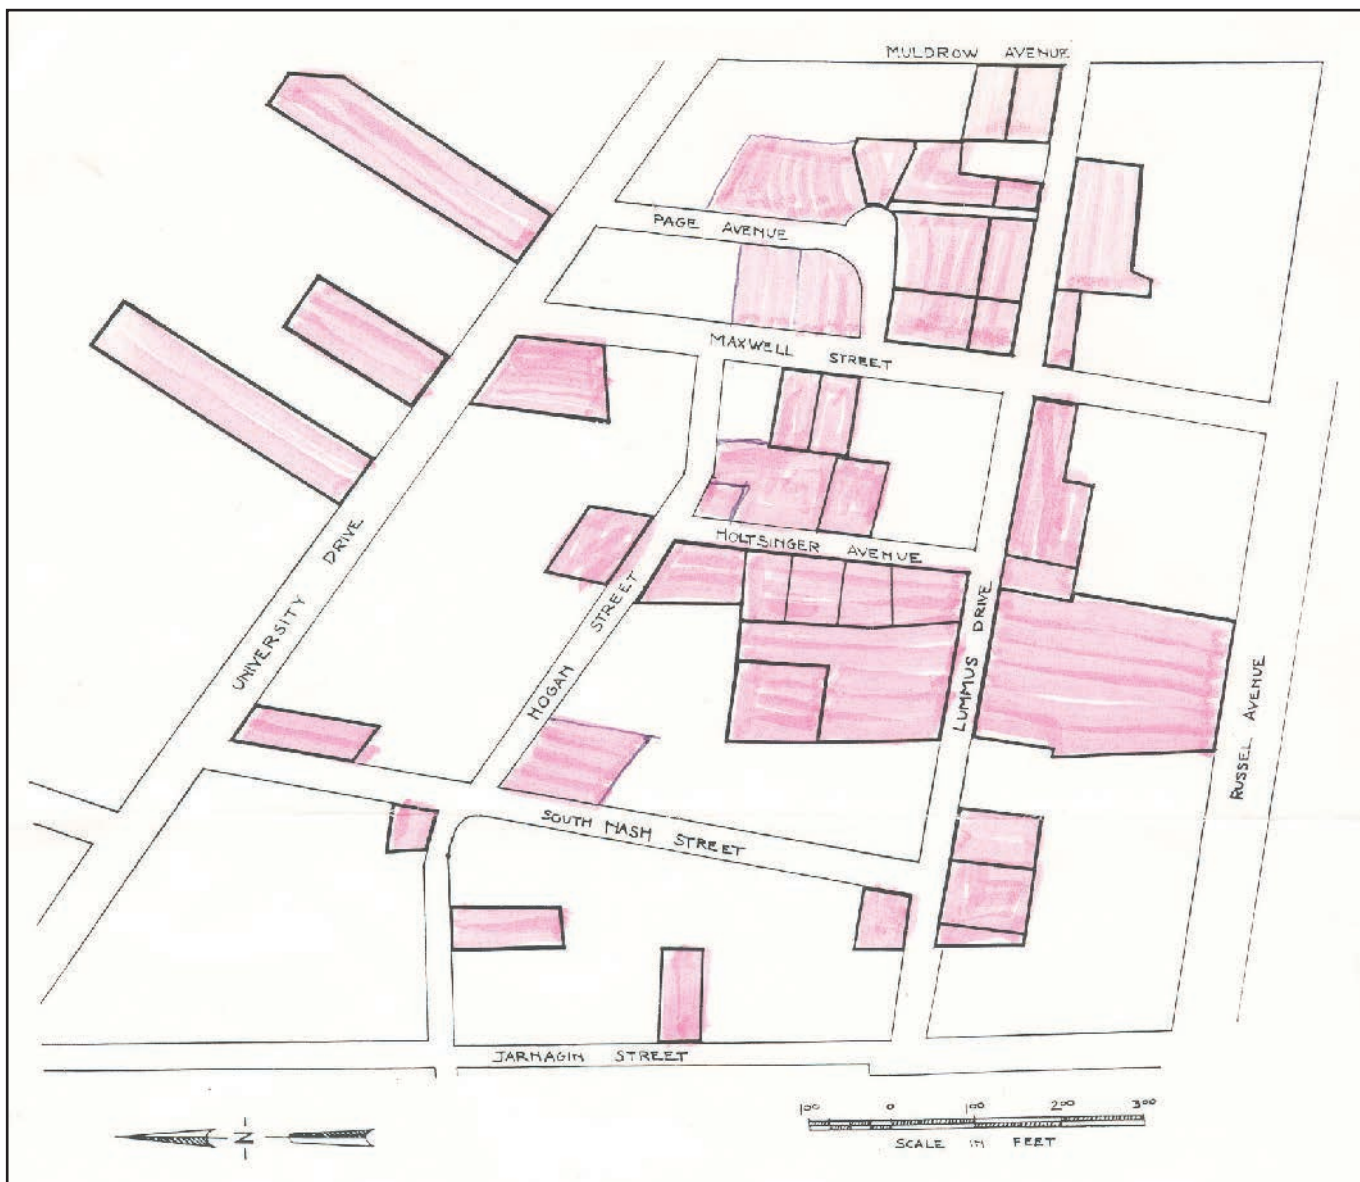 MULDROW AVENUE
PAGE AVENUE
MAXWELL STREET
HOLTSINGER AVENUE
UNIVERSITY DRIVE
HOGAN STREET
LUMMUS DRIVE
RUSSEL AVENUE
SOUTH NASH STREET
JARNAGIN STREET
N
100 0 100 200 300
SCALE IN FEET